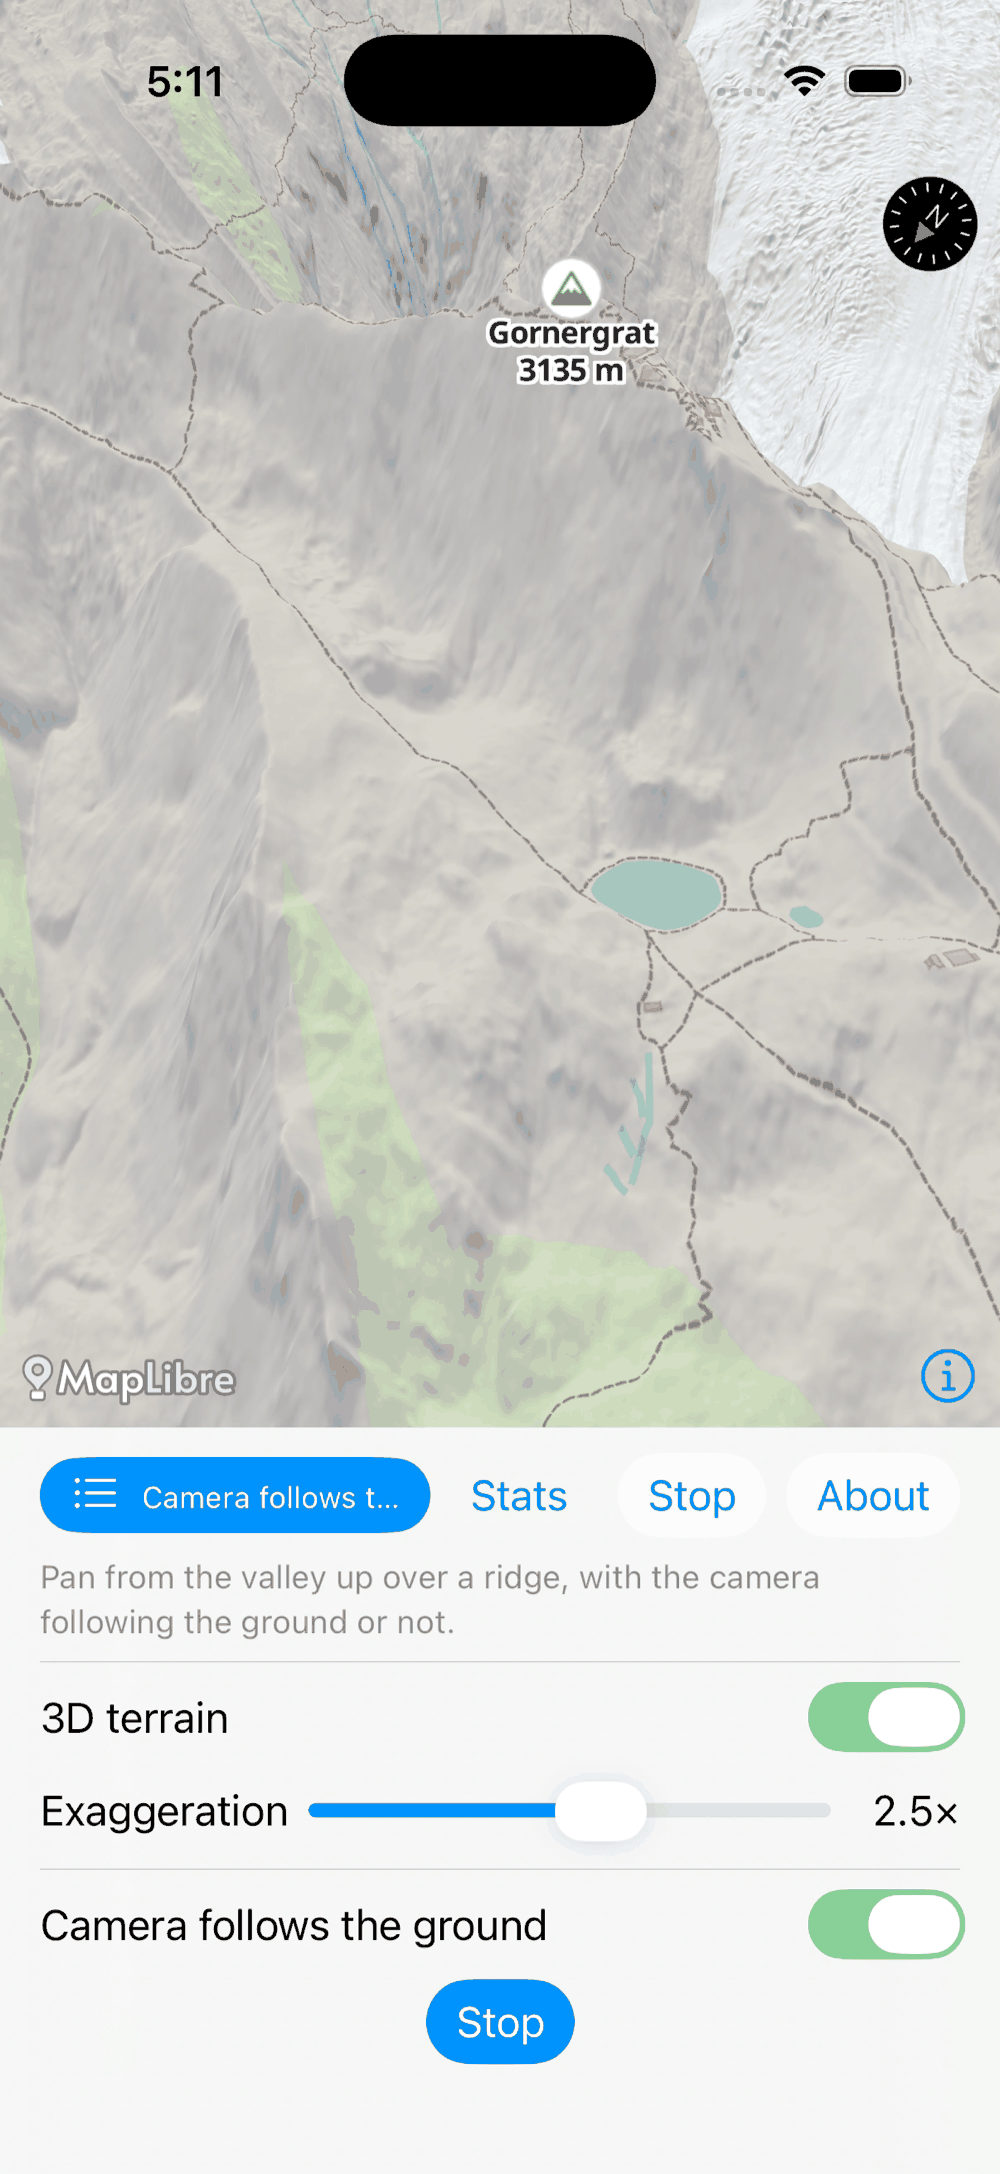 5:11
N
Gornergrat
3135 m
MapLibre
Camera follows t...
Stats
Stop
About
Pan from the valley up over a ridge, with the camera
following the ground or not.
3D terrain
Exaggeration
2.5×
Camera follows the ground
Stop